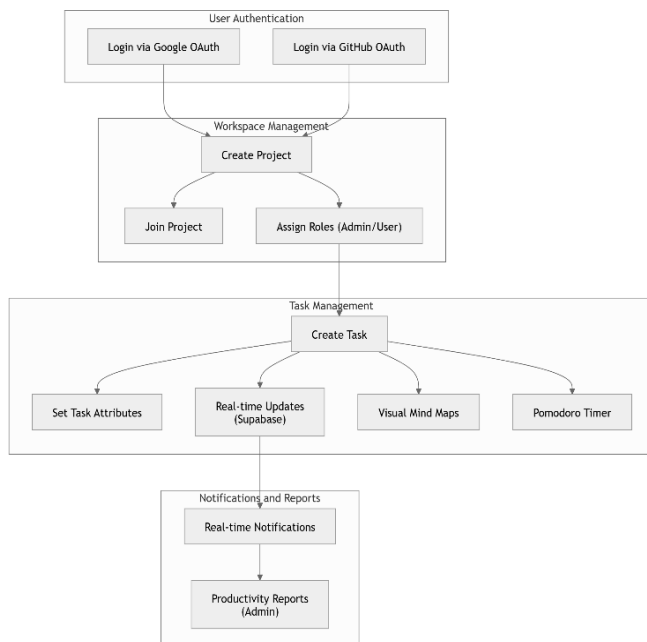 User Authentication
Login via Google OAuth
Login via GitHub OAuth
Workspace Management
Create Project
Join Project
Assign Roles (Admin/User)
Task Management
Create Task
Set Task Attributes
Real-time Updates
(Supabase)
Visual Mind Maps
Pomodoro Timer
Notifications and Reports
Real-time Notifications
Productivity Reports
(Admin)